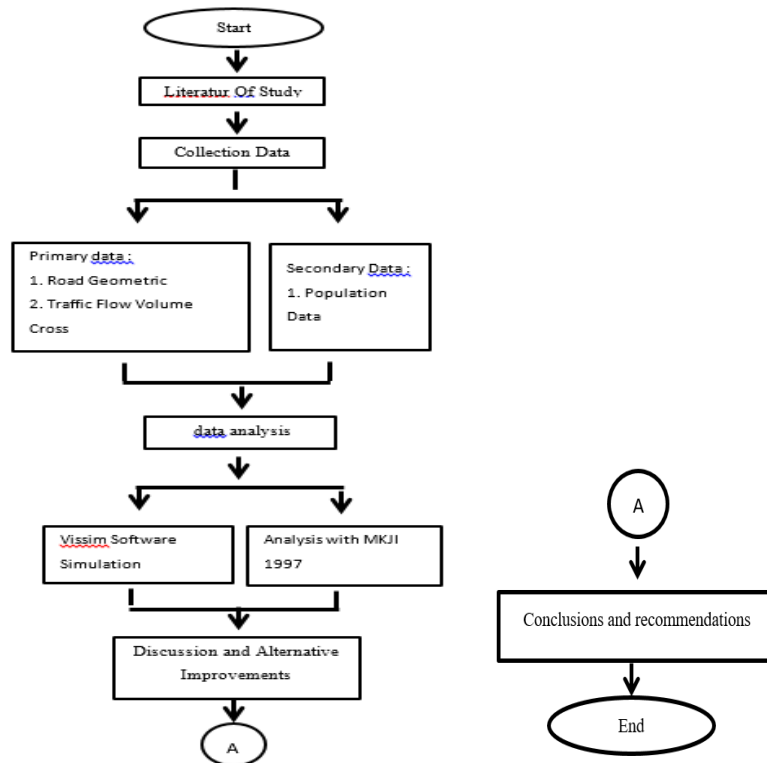 Start
Literatur Of Study
Collection Data
Primary data :
1. Road Geometric
2. Traffic Flow Volume
Cross
Secondary Data :
1. Population
Data
data analysis
Vissim Software
Simulation
Analysis with MKJI
1997
Discussion and Alternative
Improvements
A
A
Conclusions and recommendations
End